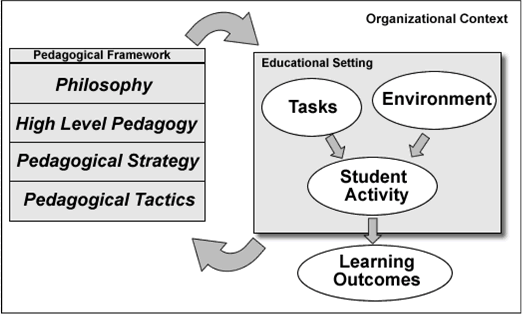 Organizational Context
Pedagogical Framework
Philosophy
High Level Pedagogy
Pedagogical Strategy
Pedagogical Tactics
Educational Setting
Tasks
Environment
Student
Activity
Learning
Outcomes